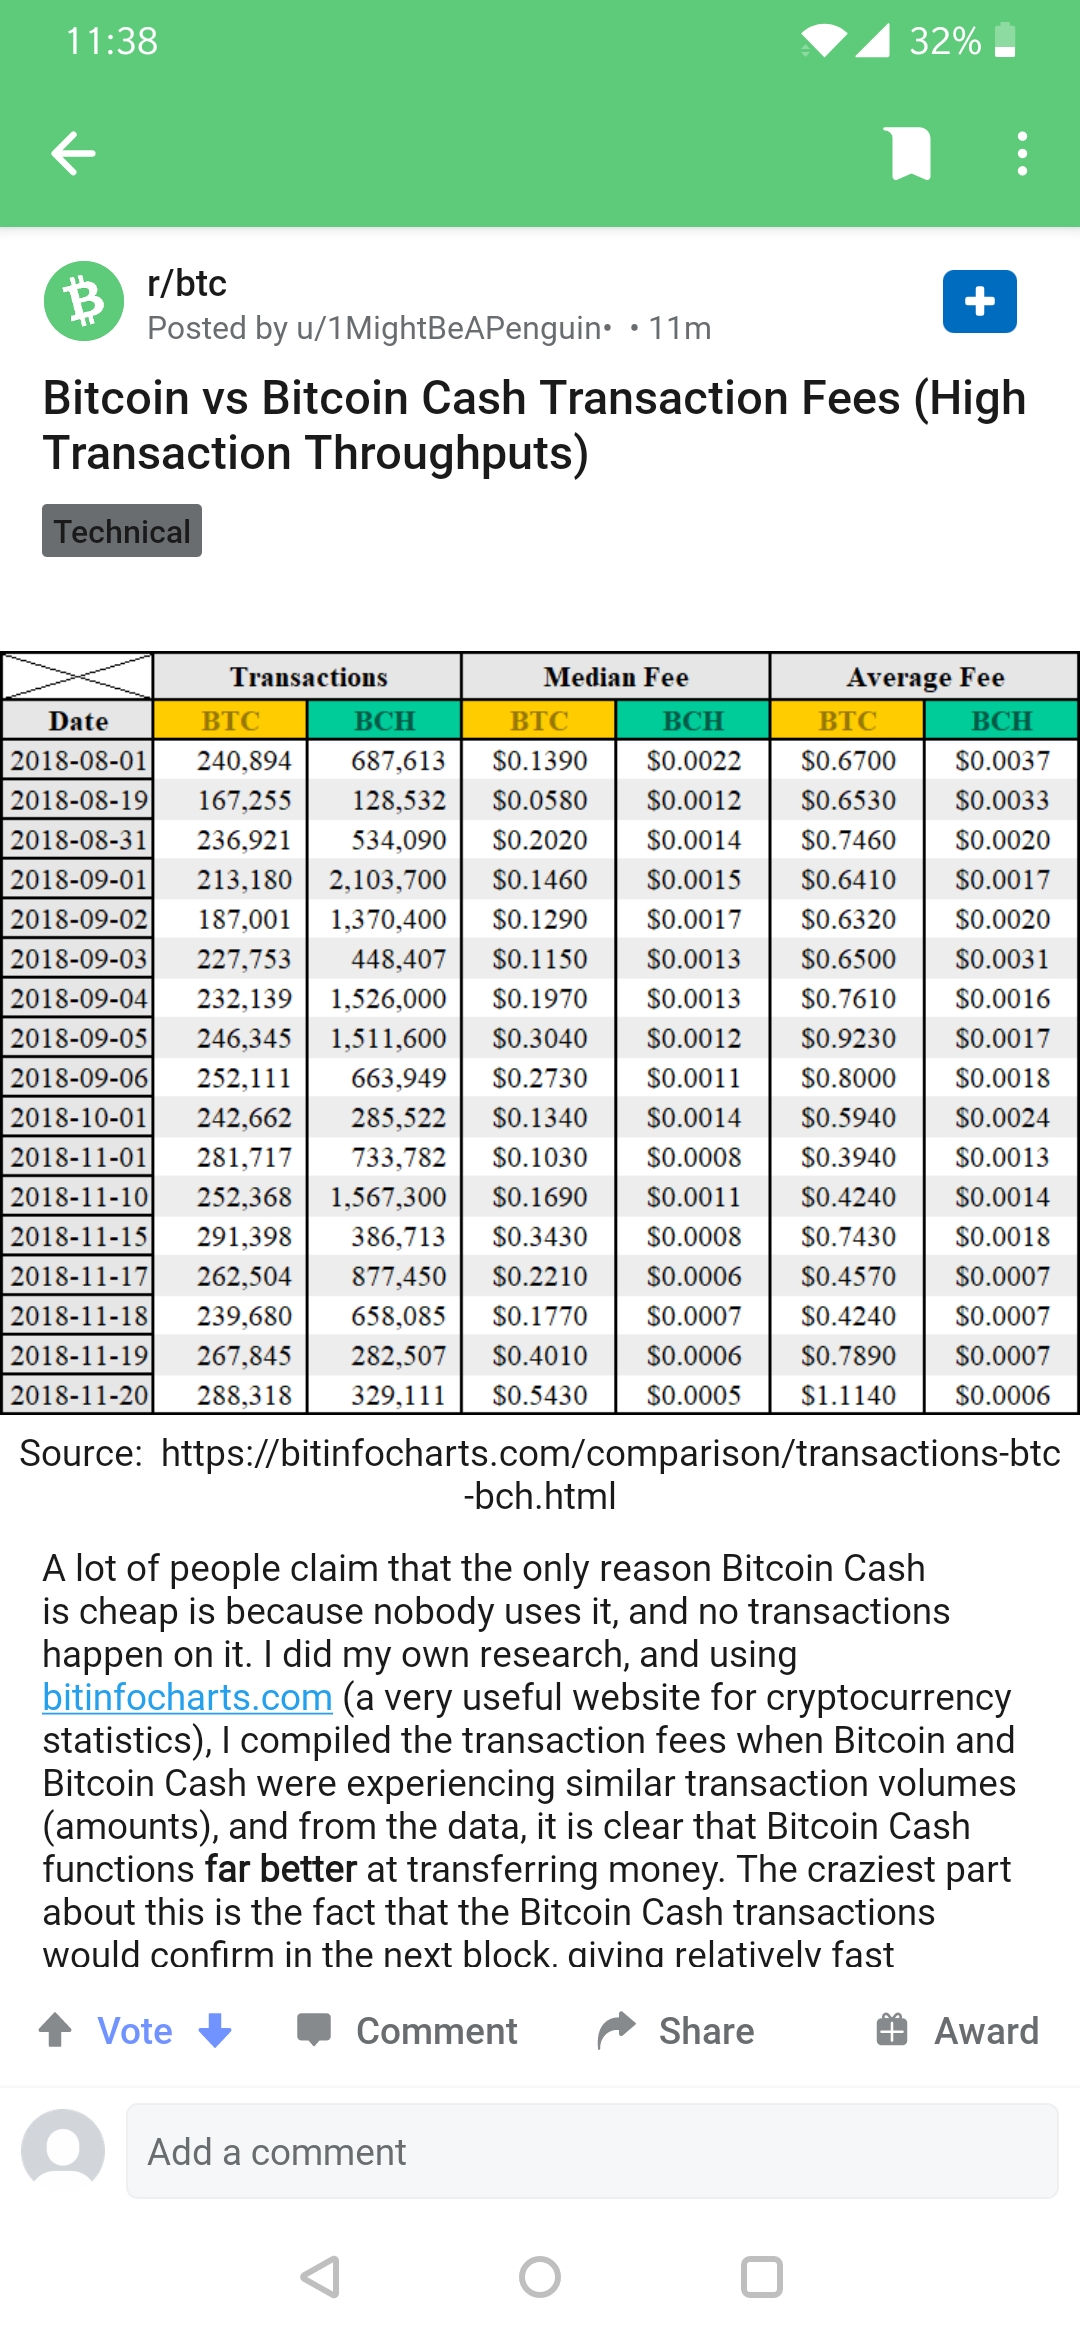 11:38
32%
r/btc
Posted by u/1MightBeAPenguin• • 11m
Bitcoin vs Bitcoin Cash Transaction Fees (High
Transaction Throughputs)
Technical
Transactions Median Fee Average Fee
Date BTC BCH BTC BCH BTC BCH
2018-08-01 240,894 687,613 $0.1390 $0.0022 $0.6700 $0.0037
2018-08-19 167,255 128,532 $0.0580 $0.0012 $0.6530 $0.0033
2018-08-31 236,921 534,090 $0.2020 $0.0014 $0.7460 $0.0020
2018-09-01 213,180 2,103,700 $0.1460 $0.0015 $0.6410 $0.0017
2018-09-02 187,001 1,370,400 $0.1290 $0.0017 $0.6320 $0.0020
2018-09-03 227,753 448,407 $0.1150 $0.0013 $0.6500 $0.0031
2018-09-04 232,139 1,526,000 $0.1970 $0.0013 $0.7610 $0.0016
2018-09-05 246,345 1,511,600 $0.3040 $0.0012 $0.9230 $0.0017
2018-09-06 252,111 663,949 $0.2730 $0.0011 $0.8000 $0.0018
2018-10-01 242,662 285,522 $0.1340 $0.0014 $0.5940 $0.0024
2018-11-01 281,717 733,782 $0.1030 $0.0008 $0.3940 $0.0013
2018-11-10 252,368 1,567,300 $0.1690 $0.0011 $0.4240 $0.0014
2018-11-15 291,398 386,713 $0.3430 $0.0008 $0.7430 $0.0018
2018-11-17 262,504 877,450 $0.2210 $0.0006 $0.4570 $0.0007
2018-11-18 239,680 658,085 $0.1770 $0.0007 $0.4240 $0.0007
2018-11-19 267,845 282,507 $0.4010 $0.0006 $0.7890 $0.0007
2018-11-20 288,318 329,111 $0.5430 $0.0005 $1.1140 $0.0006
Source: https://bitinfocharts.com/comparison/transactions-btc
-bch.html
A lot of people claim that the only reason Bitcoin Cash
is cheap is because nobody uses it, and no transactions
happen on it. I did my own research, and using
bitinfocharts.com (a very useful website for cryptocurrency
statistics), I compiled the transaction fees when Bitcoin and
Bitcoin Cash were experiencing similar transaction volumes
(amounts), and from the data, it is clear that Bitcoin Cash
functions far better at transferring money. The craziest part
about this is the fact that the Bitcoin Cash transactions
would confirm in the next block, giving relatively fast
Vote Comment Share Award
Add a comment